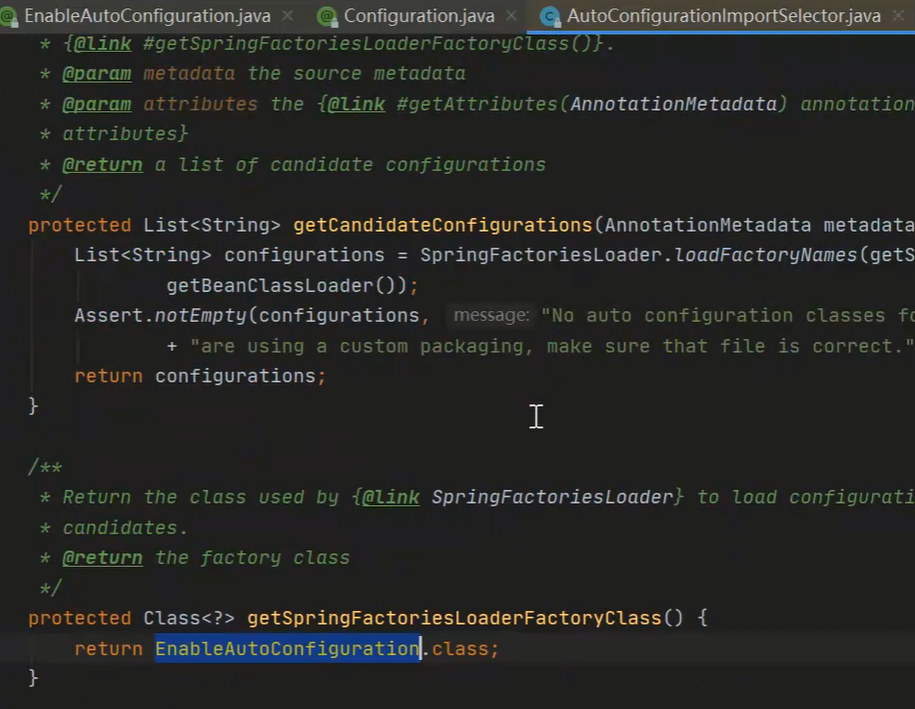 EnableAutoConfiguration.java × Configuration.java × AutoConfigurationImportSelector.java ×
* {@link #getSpringFactoriesLoaderFactoryClass()}.
* @param metadata the source metadata
* @param attributes the {@link #getAttributes(AnnotationMetadata) annotation
* attributes}
* @return a list of candidate configurations
*/
protected List<String> getCandidateConfigurations(AnnotationMetadata metadata
List<String> configurations = SpringFactoriesLoader.loadFactoryNames(getS
getBeanClassLoader());
Assert.notEmpty(configurations, message: "No auto configuration classes fo
+ "are using a custom packaging, make sure that file is correct."
return configurations;
}
/**
* Return the class used by {@link SpringFactoriesLoader} to load configurati
* candidates.
* @return the factory class
*/
protected Class<?> getSpringFactoriesLoaderFactoryClass() {
return EnableAutoConfiguration.class;
}